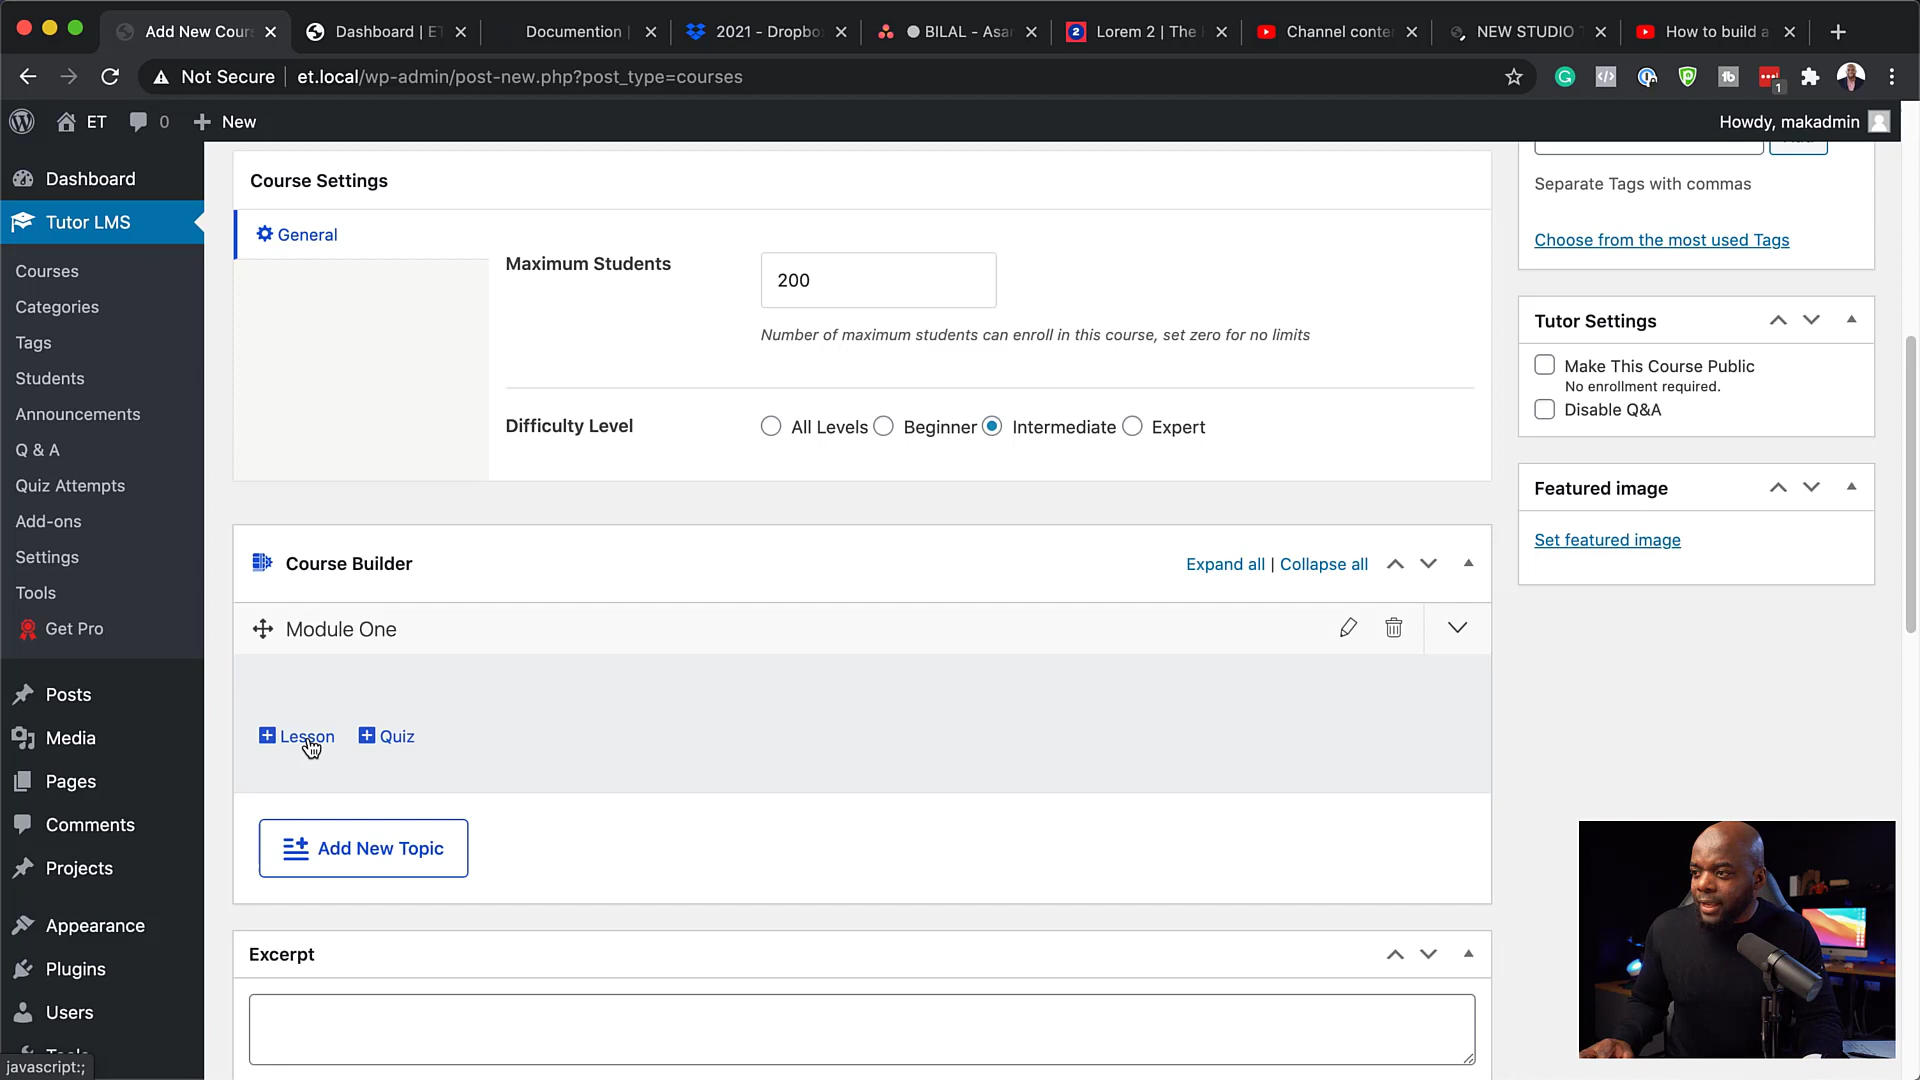 Add New Cour
Dashboard | ET
Documention |
2021 - Dropbo
BILAL - Asa
Lorem 2 | The
Channel conte
NEW STUDIO
How to build a
Not Secure
et.local/wp-admin/post-new.php?post_type=courses
1
ET
0
New
Howdy, makadmin
Dashboard
Tutor LMS
Courses
Categories
Tags
Students
Announcements
Q & A
Quiz Attempts
Add-ons
Settings
Tools
Get Pro
Posts
Media
Pages
Comments
Projects
Appearance
Plugins
Users
javascript:;
Course Settings
General
Maximum Students
200
Number of maximum students can enroll in this course, set zero for no limits
Difficulty Level
All Levels
Beginner
Intermediate
Expert
Course Builder
Expand all | Collapse all
Module One
Lesson
Quiz
Add New Topic
Excerpt
Separate Tags with commas
Choose from the most used Tags
Tutor Settings
Make This Course Public
No enrollment required.
Disable Q&A
Featured image
Set featured image